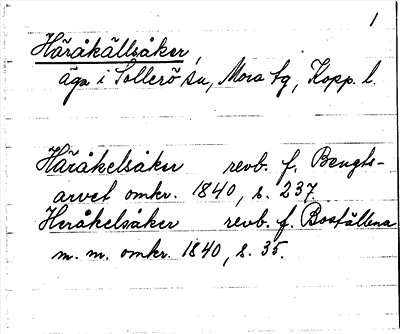 1
Häråkällsåker,
äga i Sollerö sn, Mora tg, Kopp. l.
Häråkelsåker revb. f. Bengts-
arvet omkr. 1840, s. 237
Heråkelsåker revb. f. Bosfällena
m. m. omkr. 1840, s. 35.